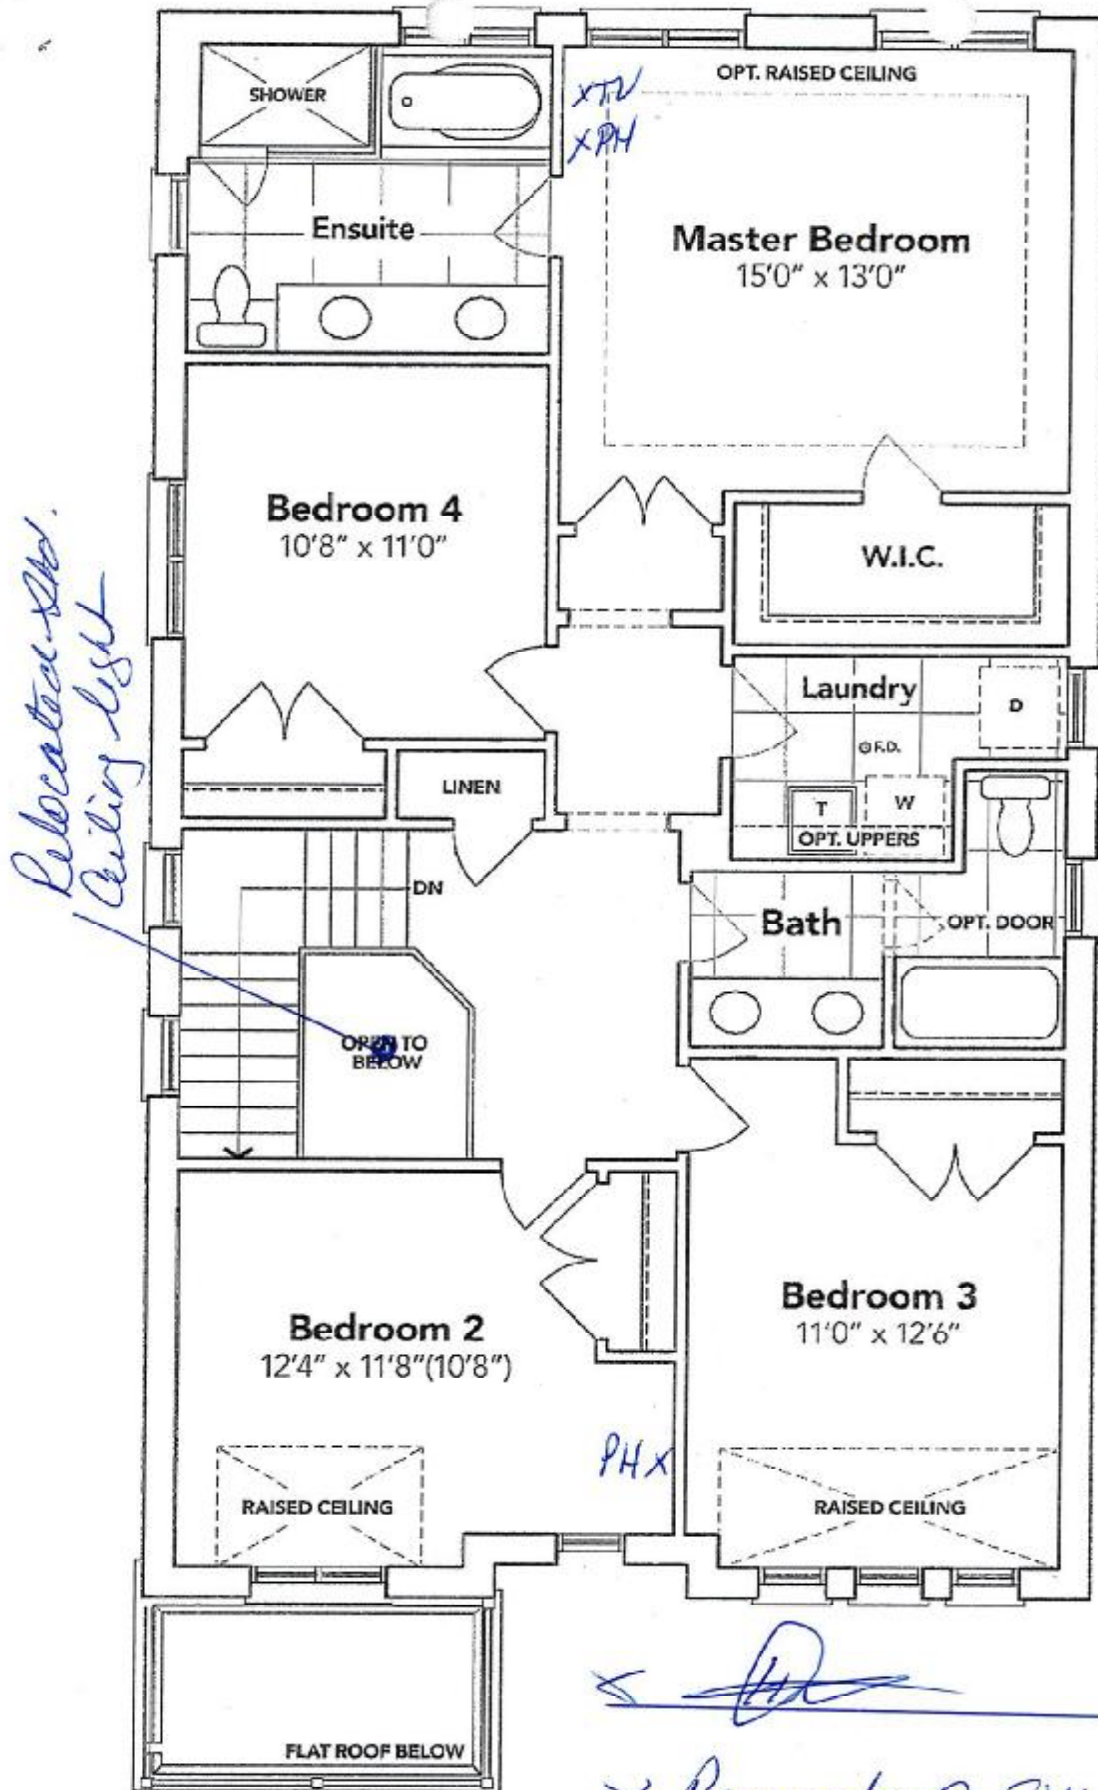 SHOWER
OPT. RAISED CEILING
XTV
XPH
Ensuite
Master Bedroom
15'0" x 13'0"
Bedroom 4
10'8" x 11'0"
W.I.C.
Relocated std.
Ceiling light
Laundry
D
F.D.
LINEN
T
W
OPT. UPPERS
DN
Bath
OPT. DOOR
OPEN TO
BELOW
Bedroom 2
12'4" x 11'8"(10'8")
Bedroom 3
11'0" x 12'6"
PH X
RAISED CEILING
RAISED CEILING
X
FLAT ROOF BELOW
X